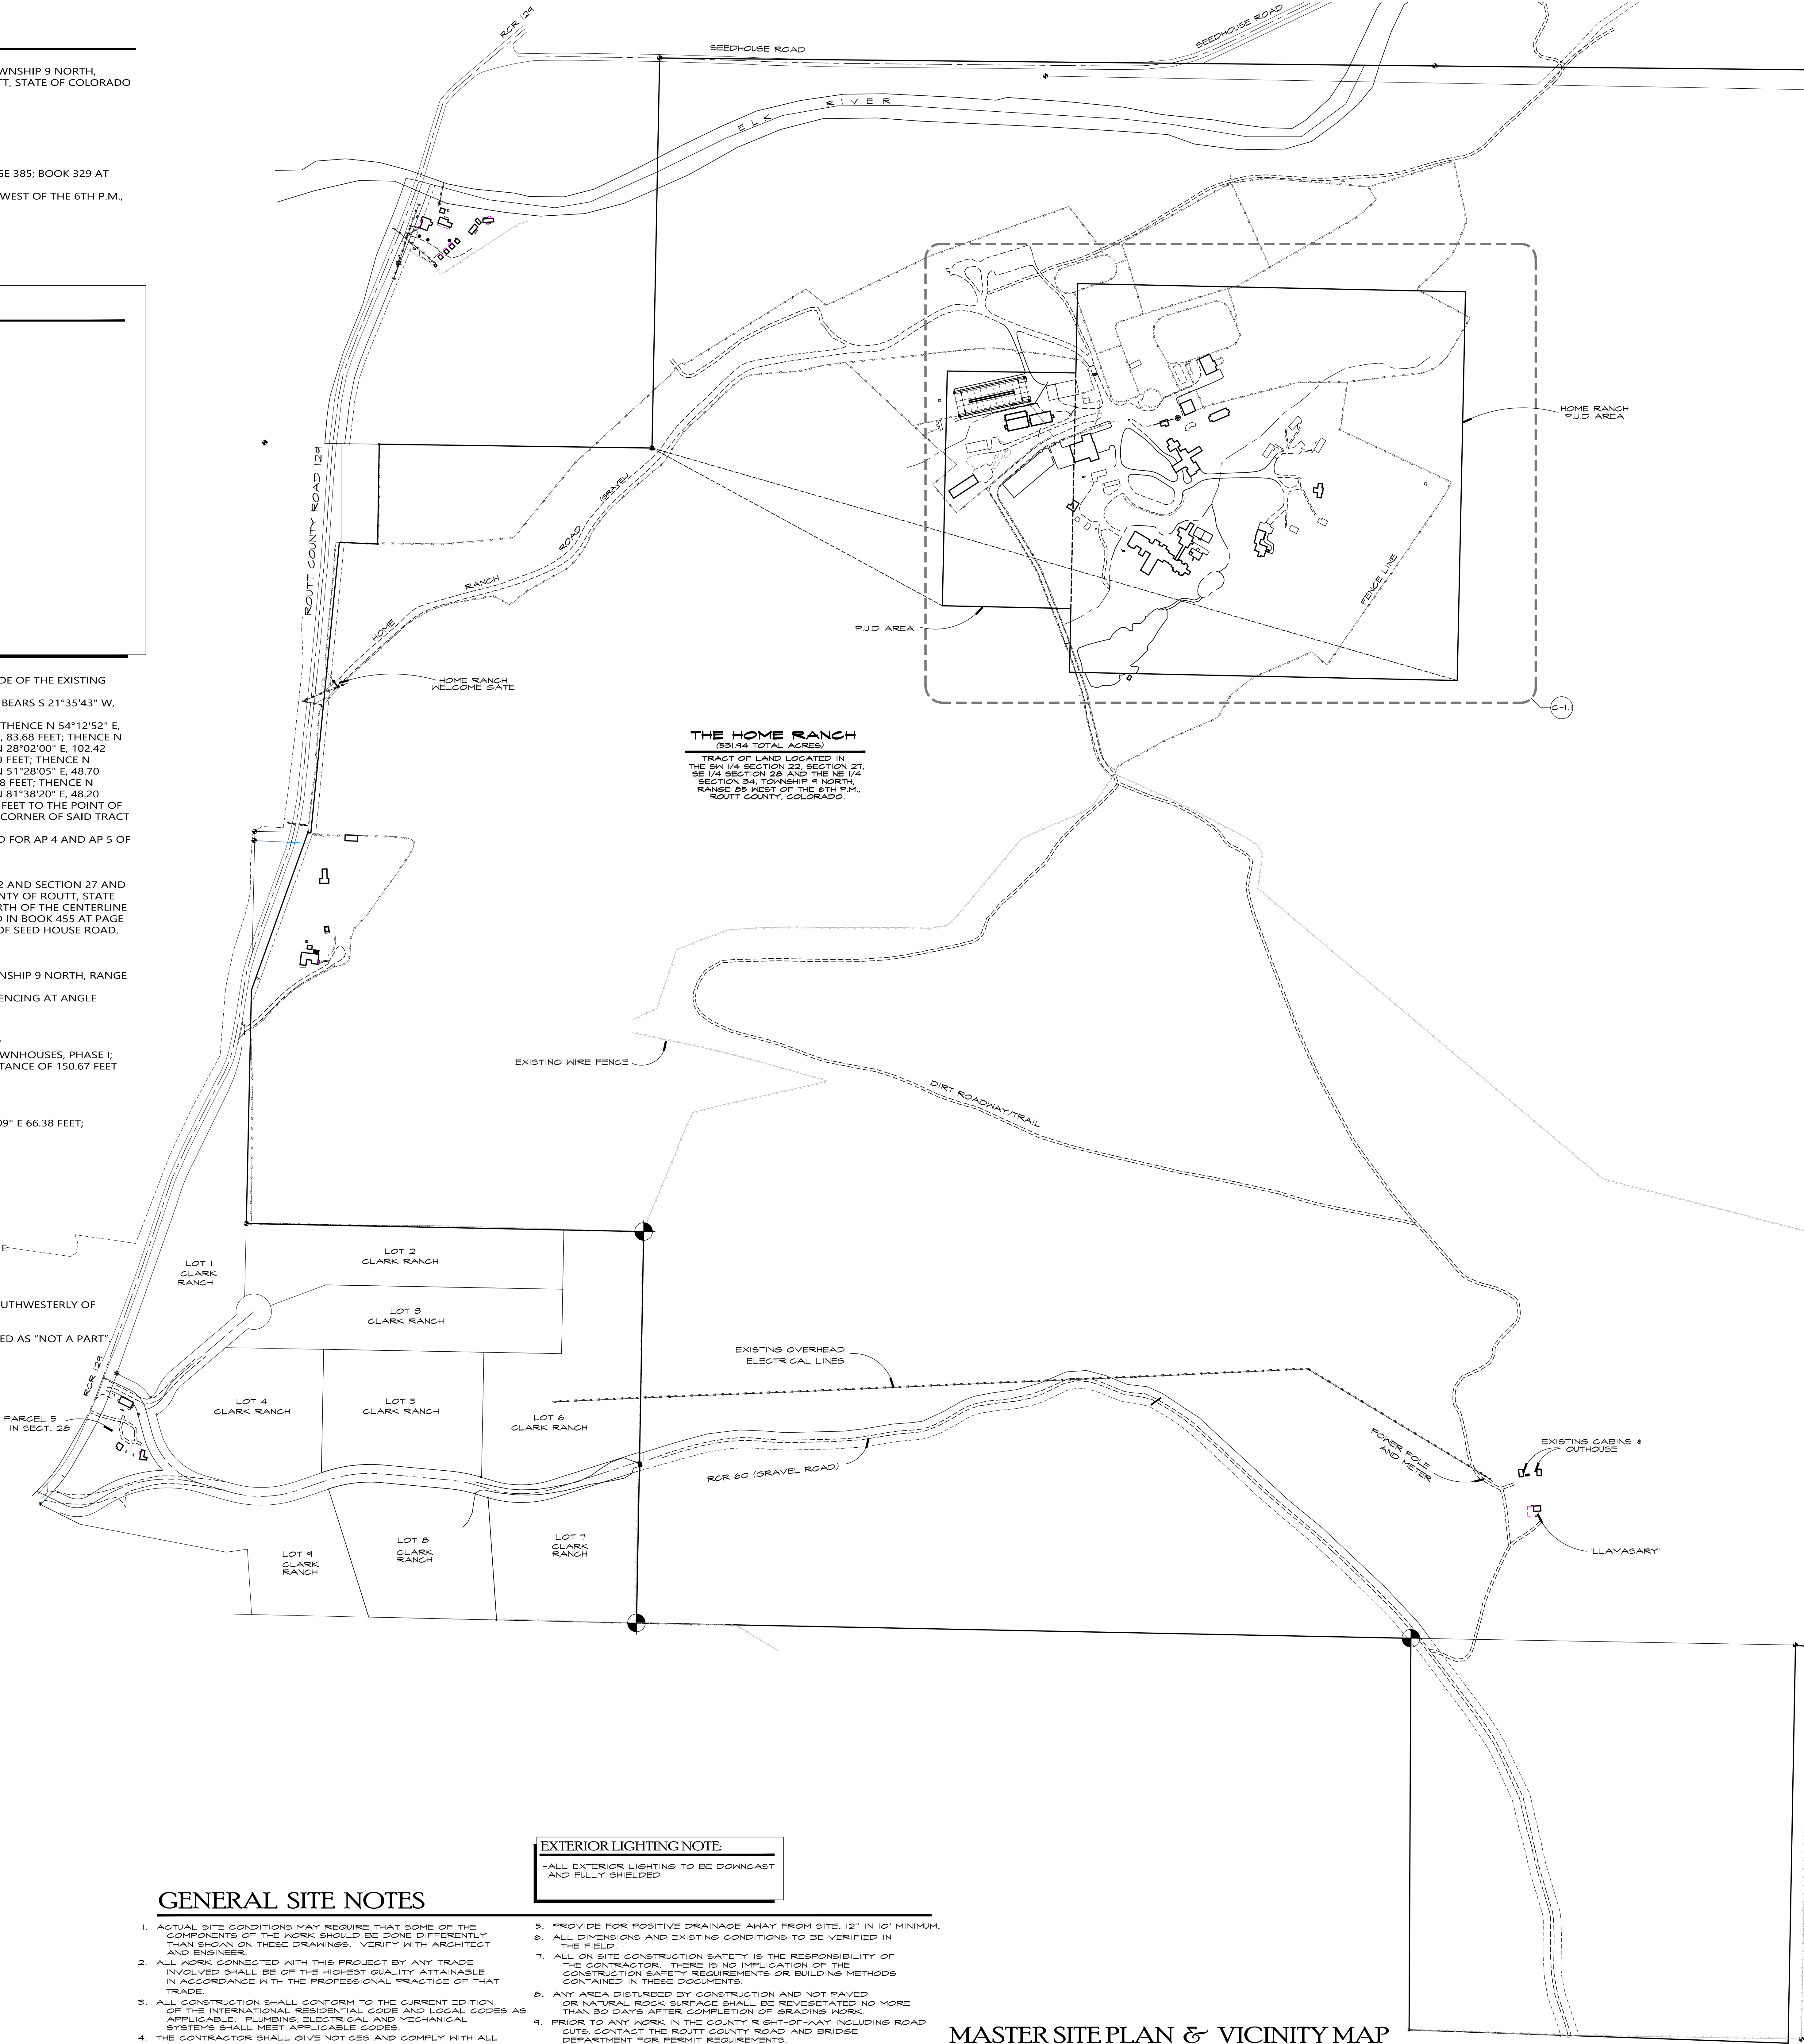 WNSHIP 9 NORTH,
TT, STATE OF COLORADO
GE 385; BOOK 329 AT
WEST OF THE 6TH P.M.,
DE OF THE EXISTING
BEARS S 21°35'43" W,
THENCE N 54°12'52" E,
, 83.68 FEET; THENCE N
N 28°02'00" E, 102.42
9 FEET; THENCE N
N 51°28'05" E, 48.70
8 FEET; THENCE N
N 81°38'20" E, 48.20
FEET TO THE POINT OF
CORNER OF SAID TRACT
D FOR AP 4 AND AP 5 OF
2 AND SECTION 27 AND
NTY OF ROUTT, STATE
RTH OF THE CENTERLINE
D IN BOOK 455 AT PAGE
OF SEED HOUSE ROAD.
NSHIP 9 NORTH, RANGE
ENCING AT ANGLE
WNHOUSES, PHASE I;
TANCE OF 150.67 FEET
09" E 66.38 FEET;
E
UTHWESTERLY OF
ED AS "NOT A PART".
RCR 129
SEEDHOUSE ROAD
SEEDHOUSE ROAD
ELK RIVER
ROUTT COUNTY ROAD 129
HOME RANCH ROAD (GRAVEL)
HOME RANCH
P.U.D AREA
P.U.D AREA
FENCE LINE
HOME RANCH
WELCOME GATE
C-1.1
THE HOME RANCH
(531.94 TOTAL ACRES)
TRACT OF LAND LOCATED IN
THE SW 1/4 SECTION 22, SECTION 27,
SE 1/4 SECTION 28 AND THE NE 1/4
SECTION 34, TOWNSHIP 9 NORTH,
RANGE 85 WEST OF THE 6TH P.M.,
ROUTT COUNTY, COLORADO.
EXISTING WIRE FENCE
DIRT ROADWAY/TRAIL
LOT 1
CLARK
RANCH
LOT 2
CLARK RANCH
LOT 3
CLARK RANCH
RCR 129
LOT 4
CLARK RANCH
LOT 5
CLARK RANCH
LOT 6
CLARK RANCH
PARCEL 5
IN SECT. 28
EXISTING OVERHEAD
ELECTRICAL LINES
RCR 60 (GRAVEL ROAD)
POWER POLE
AND METER
EXISTING CABINS &
OUTHOUSE
'LLAMASARY'
LOT 9
CLARK
RANCH
LOT 8
CLARK
RANCH
LOT 7
CLARK
RANCH
EXTERIOR LIGHTING NOTE:
-ALL EXTERIOR LIGHTING TO BE DOWNCAST
AND FULLY SHIELDED
GENERAL SITE NOTES
1. ACTUAL SITE CONDITIONS MAY REQUIRE THAT SOME OF THE
COMPONENTS OF THE WORK SHOULD BE DONE DIFFERENTLY
THAN SHOWN ON THESE DRAWINGS. VERIFY WITH ARCHITECT
AND ENGINEER.
2. ALL WORK CONNECTED WITH THIS PROJECT BY ANY TRADE
INVOLVED SHALL BE OF THE HIGHEST QUALITY ATTAINABLE
IN ACCORDANCE WITH THE PROFESSIONAL PRACTICE OF THAT
TRADE.
3. ALL CONSTRUCTION SHALL CONFORM TO THE CURRENT EDITION
OF THE INTERNATIONAL RESIDENTIAL CODE AND LOCAL CODES AS
APPLICABLE. PLUMBING, ELECTRICAL AND MECHANICAL
SYSTEMS SHALL MEET APPLICABLE CODES.
4. THE CONTRACTOR SHALL GIVE NOTICES AND COMPLY WITH ALL
5. PROVIDE FOR POSITIVE DRAINAGE AWAY FROM SITE. 12" IN 10' MINIMUM.
6. ALL DIMENSIONS AND EXISTING CONDITIONS TO BE VERIFIED IN
THE FIELD.
7. ALL ON SITE CONSTRUCTION SAFETY IS THE RESPONSIBILITY OF
THE CONTRACTOR. THERE IS NO IMPLICATION OF THE
CONSTRUCTION SAFETY REQUIREMENTS OR BUILDING METHODS
CONTAINED IN THESE DOCUMENTS.
8. ANY AREA DISTURBED BY CONSTRUCTION AND NOT PAVED
OR NATURAL ROCK SURFACE SHALL BE REVEGETATED NO MORE
THAN 30 DAYS AFTER COMPLETION OF GRADING WORK.
9. PRIOR TO ANY WORK IN THE COUNTY RIGHT-OF-WAY INCLUDING ROAD
CUTS, CONTACT THE ROUTT COUNTY ROAD AND BRIDGE
DEPARTMENT FOR PERMIT REQUIREMENTS.
MASTER SITE PLAN & VICINITY MAP